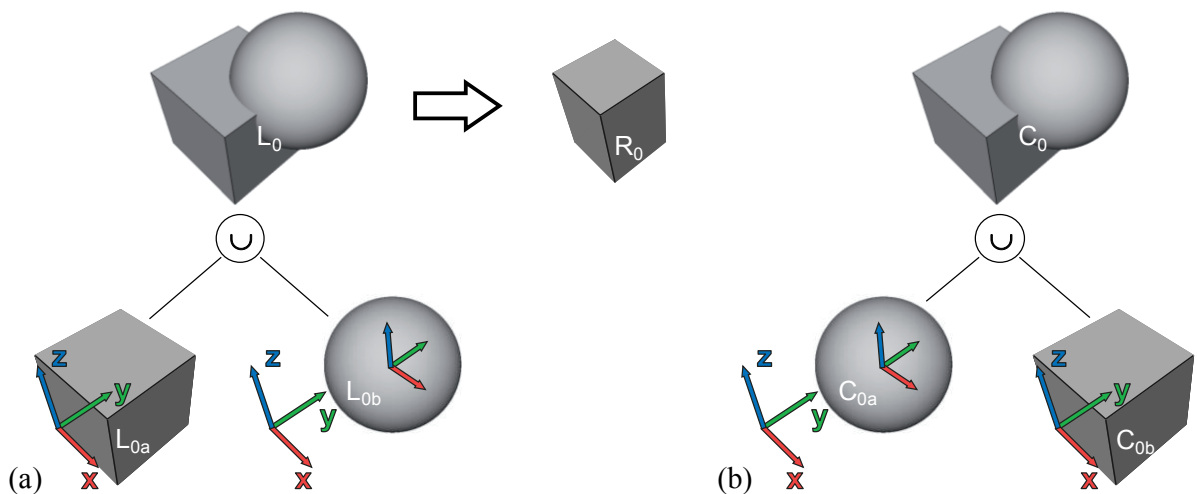 L₀
R₀
C₀
∪
∪
z
y
x
L₀ₐ
z
y
x
L₀b
z
y
x
C₀ₐ
z
y
x
C₀b
(a)
(b)